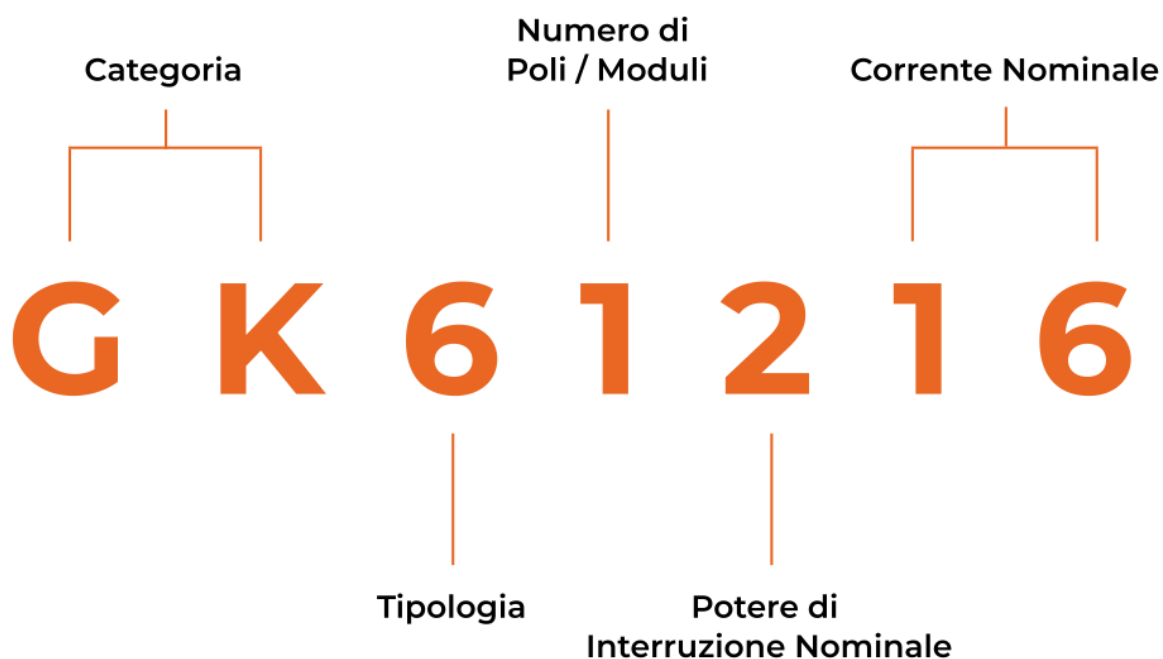 Categoria
Numero di
Poli / Moduli
Corrente Nominale
G K 6 1 2 1 6
Tipologia
Potere di
Interruzione Nominale